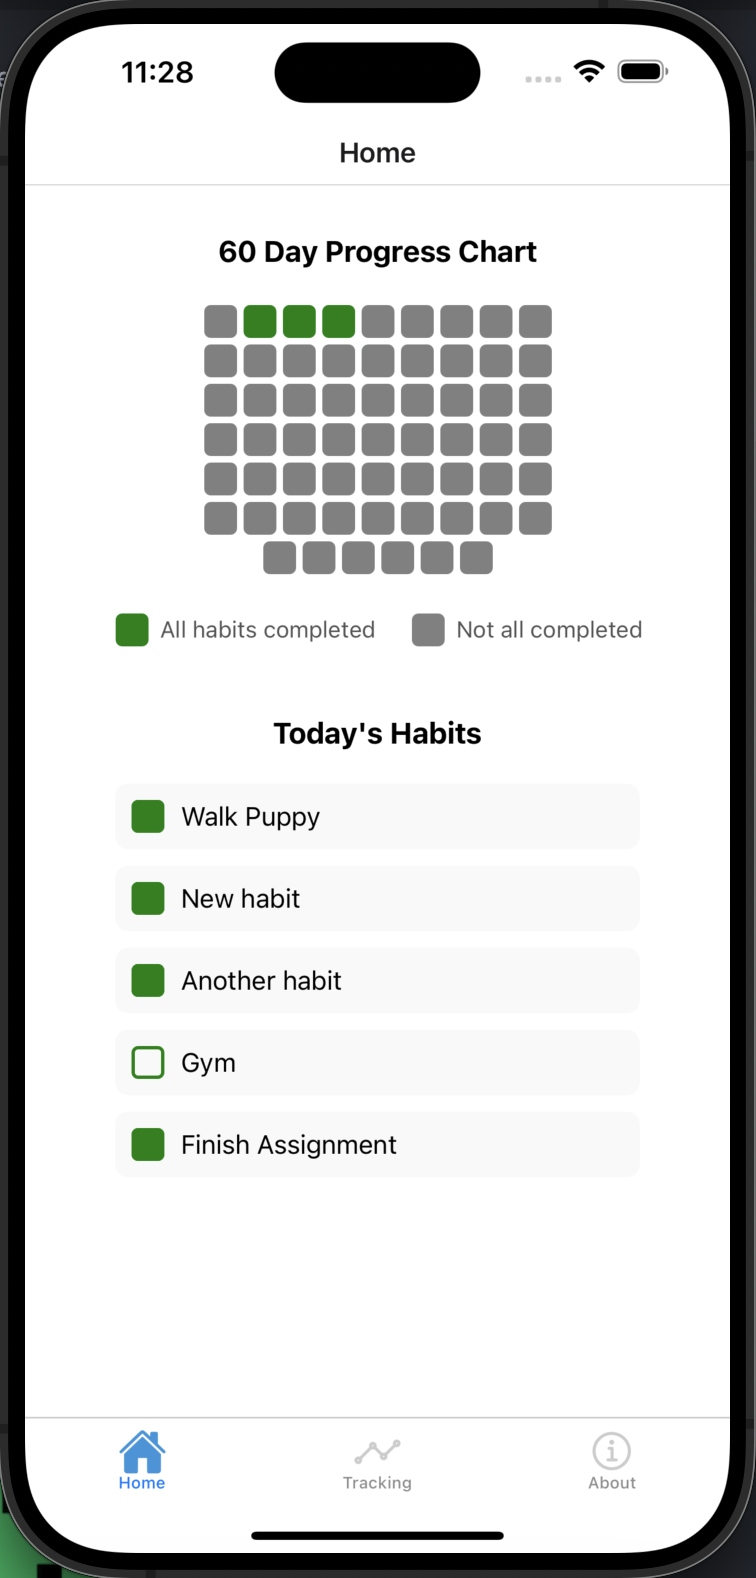 11:28
Home
60 Day Progress Chart
All habits completed Not all completed
Today's Habits
Walk Puppy
New habit
Another habit
Gym
Finish Assignment
Home Tracking About